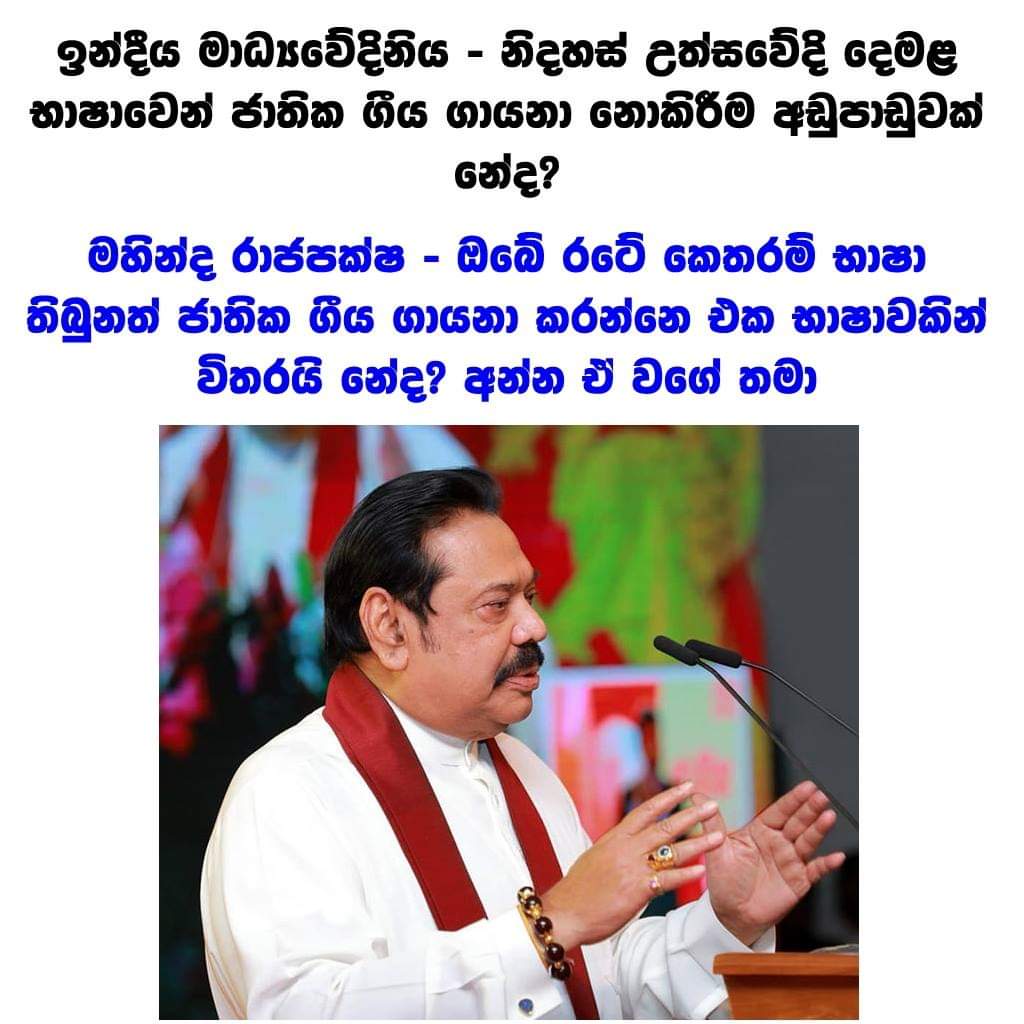 ඉන්දීය මාධ්‍යවේදිනිය - නිදහස් උත්සවේදි දෙමළ
භාෂාවෙන් ජාතික ගීය ගායනා නොකිරීම අඩුපාඩුවක්
නේද?
මහින්ද රාජපක්ෂ - ඔබේ රටේ කෙතරම් භාෂා
තිබුනත් ජාතික ගීය ගායනා කරන්නෙ එක භාෂාවකින්
විතරයි නේද? අන්න ඒ වගේ තමා